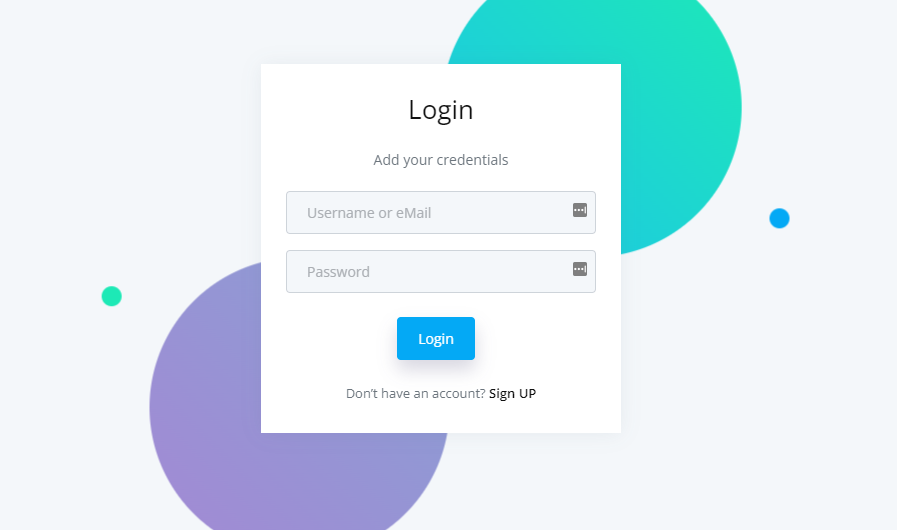 Login
Add your credentials
Username or eMail
Password
Login
Don't have an account? Sign UP